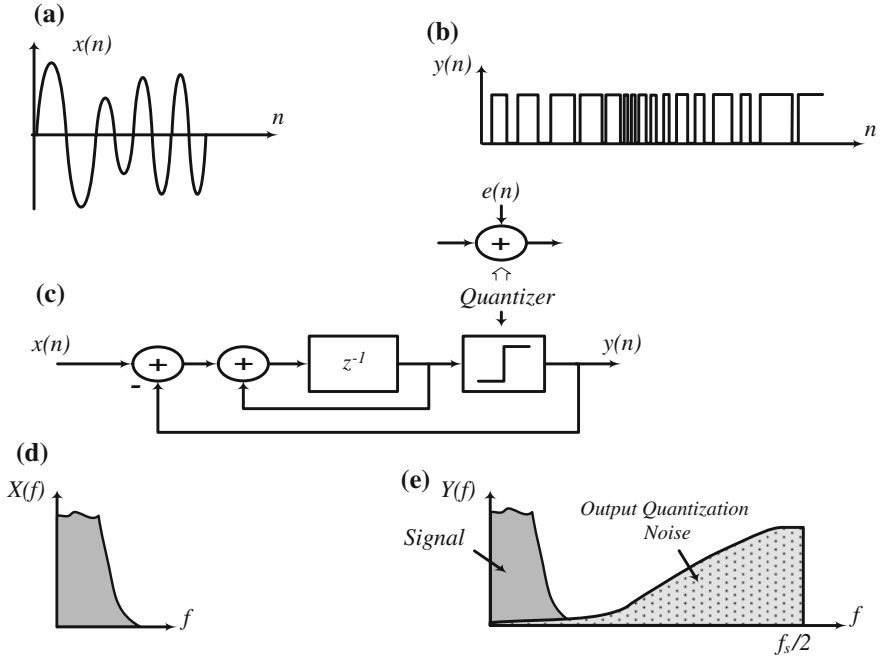 (a)
x(n)
n
(b)
y(n)
n
e(n)
+
Quantizer
(c)
x(n)
+
-
+
z⁻¹
y(n)
(d)
X(f)
f
(e)
Y(f)
Signal
Output Quantization
Noise
f
fₛ/2